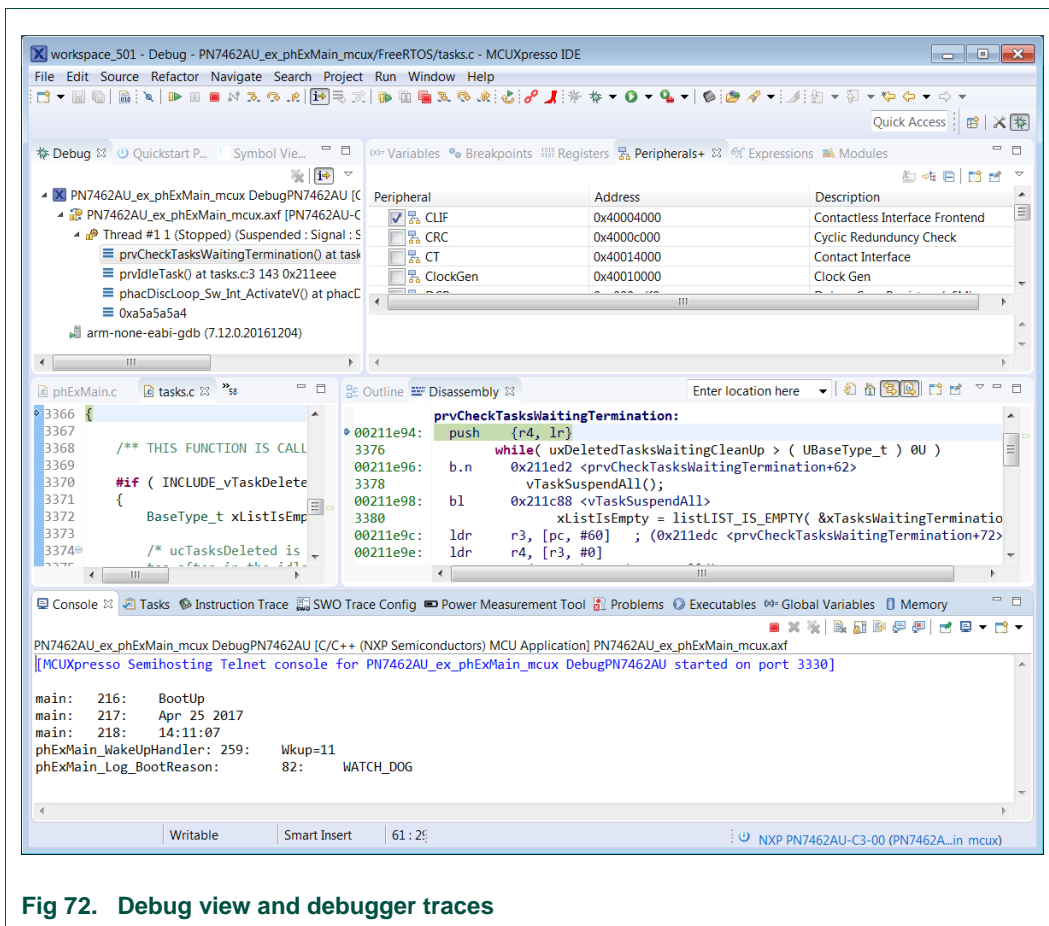 workspace_501 - Debug - PN7462AU_ex_phExMain_mcux/FreeRTOS/tasks.c - MCUXpresso IDE
File Edit Source Refactor Navigate Search Project Run Window Help
Quick Access
Debug Quickstart P... Symbol Vie...
(x)= Variables Breakpoints Registers Peripherals+ Expressions Modules
PN7462AU_ex_phExMain_mcux DebugPN7462AU [C
PN7462AU_ex_phExMain_mcux.axf [PN7462AU-C
Thread #1 1 (Stopped) (Suspended : Signal : S
prvCheckTasksWaitingTermination() at task
prvIdleTask() at tasks.c:3 143 0x211eee
phacDiscLoop_Sw_Int_ActivateV() at phacD
0xa5a5a5a4
arm-none-eabi-gdb (7.12.0.20161204)
Peripheral Address Description
CLIF 0x40004000 Contactless Interface Frontend
CRC 0x4000c000 Cyclic Redunduncy Check
CT 0x40014000 Contact Interface
ClockGen 0x40010000 Clock Gen
phExMain.c tasks.c »58
3366 {
3367
3368 /** THIS FUNCTION IS CALL
3369
3370 #if ( INCLUDE_vTaskDelete
3371 {
3372 BaseType_t xListIsEmp
3373
3374 /* ucTasksDeleted is
Outline Disassembly Enter location here
prvCheckTasksWaitingTermination:
00211e94: push {r4, lr}
3376 while( uxDeletedTasksWaitingCleanUp > ( UBaseType_t ) 0U )
00211e96: b.n 0x211ed2 <prvCheckTasksWaitingTermination+62>
3378 vTaskSuspendAll();
00211e98: bl 0x211c88 <vTaskSuspendAll>
3380 xListIsEmpty = listLIST_IS_EMPTY( &xTasksWaitingTerminatio
00211e9c: ldr r3, [pc, #60] ; (0x211edc <prvCheckTasksWaitingTermination+72>
00211e9e: ldr r4, [r3, #0]
Console Tasks Instruction Trace SWO Trace Config Power Measurement Tool Problems Executables (x)= Global Variables Memory
PN7462AU_ex_phExMain_mcux DebugPN7462AU [C/C++ (NXP Semiconductors) MCU Application] PN7462AU_ex_phExMain_mcux.axf
[MCUXpresso Semihosting Telnet console for PN7462AU_ex_phExMain_mcux DebugPN7462AU started on port 3330]
main: 216: BootUp
main: 217: Apr 25 2017
main: 218: 14:11:07
phExMain_WakeUpHandler: 259: Wkup=11
phExMain_Log_BootReason: 82: WATCH_DOG
Writable Smart Insert 61 : 29 NXP PN7462AU-C3-00 (PN7462A...in mcux)
Fig 72. Debug view and debugger traces